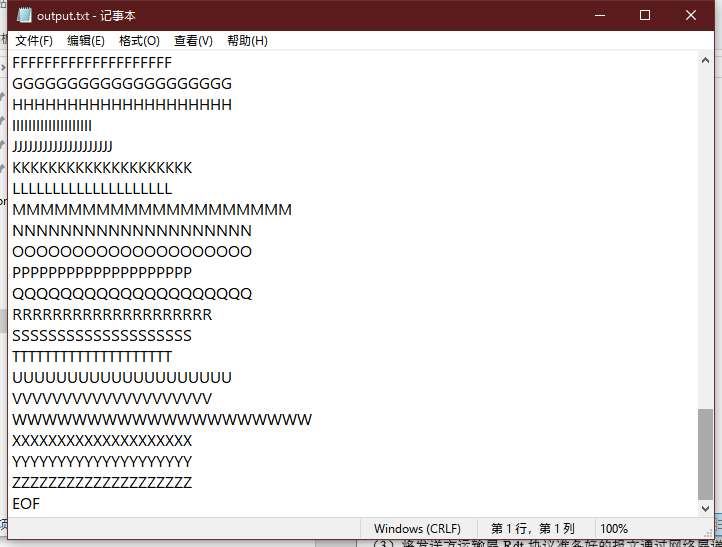 output.txt - 记事本
文件(F) 编辑(E) 格式(O) 查看(V) 帮助(H)
FFFFFFFFFFFFFFFFFFFF
GGGGGGGGGGGGGGGGGGGG
HHHHHHHHHHHHHHHHHHHH
IIIIIIIIIIIIIIIIIIII
JJJJJJJJJJJJJJJJJJJJ
KKKKKKKKKKKKKKKKKKKK
LLLLLLLLLLLLLLLLLLLL
MMMMMMMMMMMMMMMMMMMM
NNNNNNNNNNNNNNNNNNNN
OOOOOOOOOOOOOOOOOOOO
PPPPPPPPPPPPPPPPPPPP
QQQQQQQQQQQQQQQQQQQQ
RRRRRRRRRRRRRRRRRRRR
SSSSSSSSSSSSSSSSSSSS
TTTTTTTTTTTTTTTTTTTT
UUUUUUUUUUUUUUUUUUUU
VVVVVVVVVVVVVVVVVVVV
WWWWWWWWWWWWWWWWWWWW
XXXXXXXXXXXXXXXXXXXX
YYYYYYYYYYYYYYYYYYYY
ZZZZZZZZZZZZZZZZZZZZ
EOF
Windows (CRLF) 第 1 行，第 1 列 100%